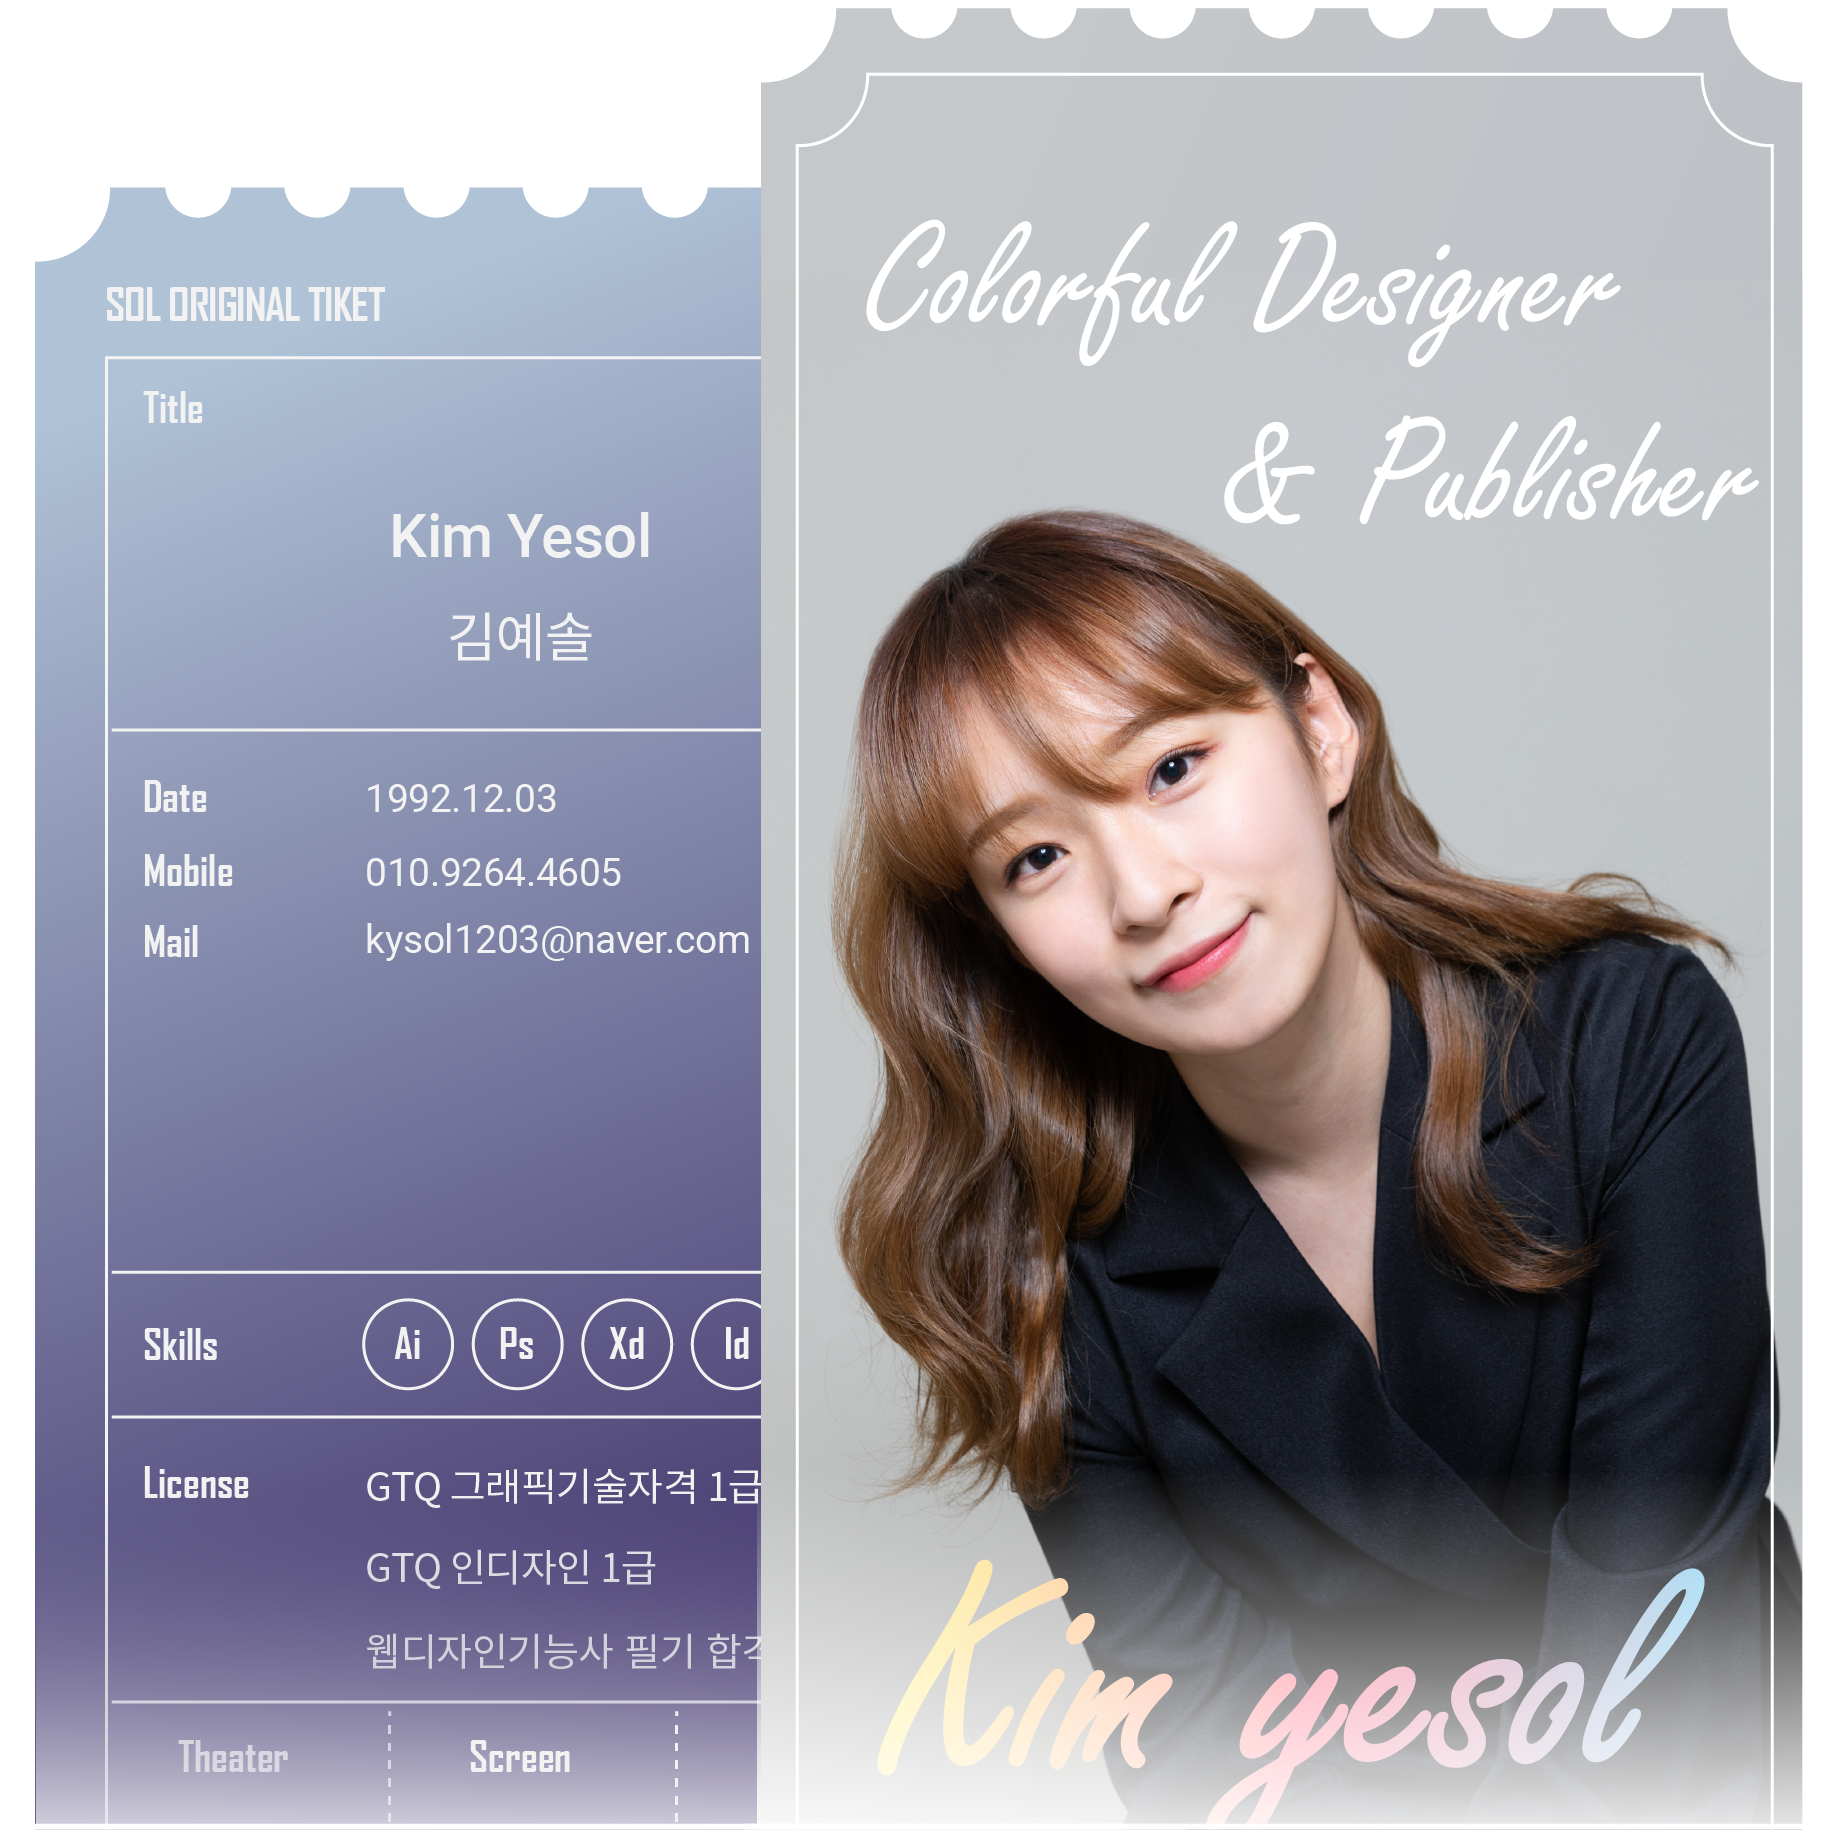 SOL ORIGINAL TIKET
Title
Kim Yesol
김예솔
Date 1992.12.03
Mobile 010.9264.4605
Mail kysol1203@naver.com
Skills Ai Ps Xd Id
License GTQ 그래픽기술자격 1급
GTQ 인디자인 1급
웹디자인기능사 필기
Theater Screen
Colorful Designer
& Publisher
Kim yesol